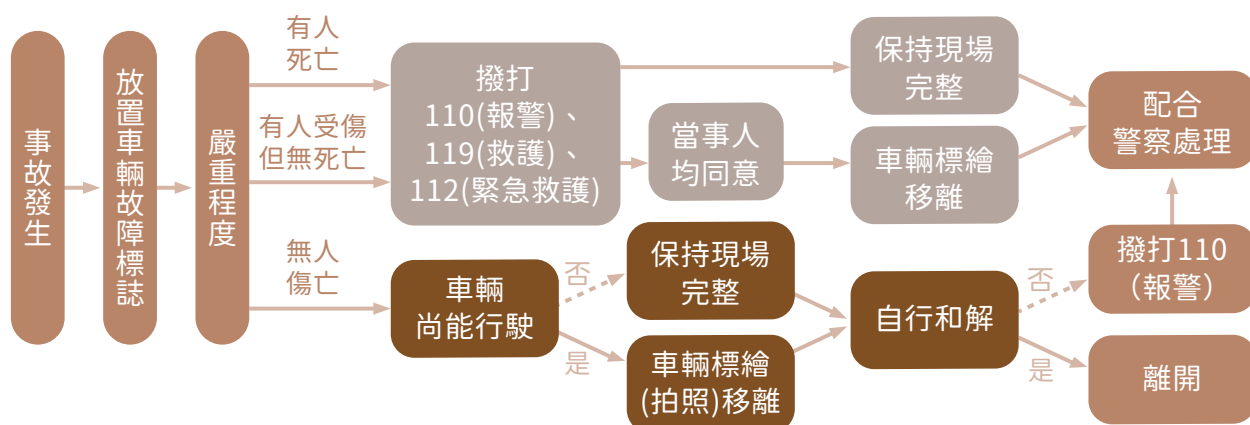 事故發生
放置車輛故障標誌
嚴重程度
有人
死亡
有人受傷
但無死亡
無人
傷亡
撥打
110(報警)、
119(救護)、
112(緊急救護)
當事人
均同意
保持現場
完整
車輛標繪
移離
配合
警察處理
車輛
尚能行駛
否
是
保持現場
完整
車輛標繪
(拍照)移離
自行和解
否
是
撥打110
（報警）
離開